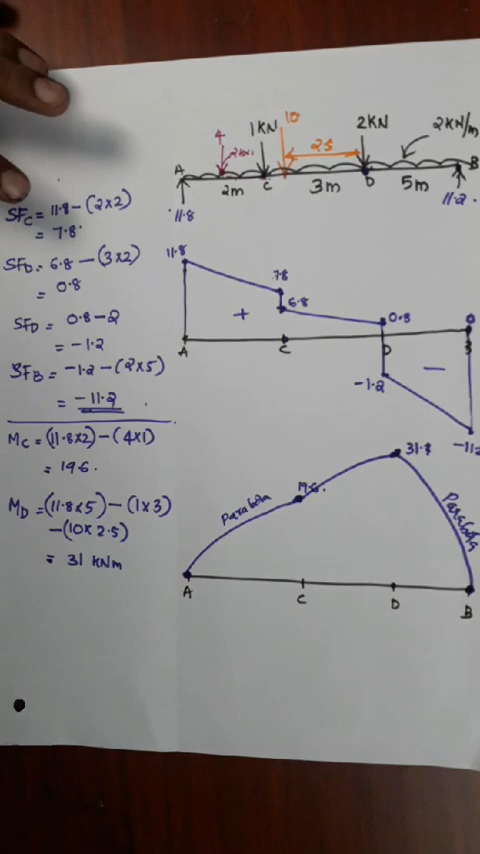 4 1KN 10 2KN 2KN/m
2KN 2.5
A C D B
2m 3m 5m
11.8 11.2
SFC = 11.8 - (2×2)
= 7.8.
SFD = 6.8 - (3×2)
= 0.8
SFD = 0.8 - 2
= -1.2
SFB = -1.2 - (2×5)
= -11.2
MC = (11.8×2) - (4×1)
= 19.6.
MD = (11.8×5) - (1×3)
- (10×2.5)
= 31 KNm
11.8
7.8
6.8
0.8 0
+
A C D B
-1.2 −
-11.2
31.8
19.6.
Parabola Parabola
A C D B